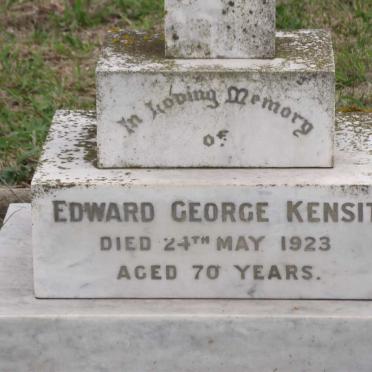 In Loving Memory
of
EDWARD GEORGE KENSIT
DIED 24TH MAY 1923
AGED 70 YEARS.